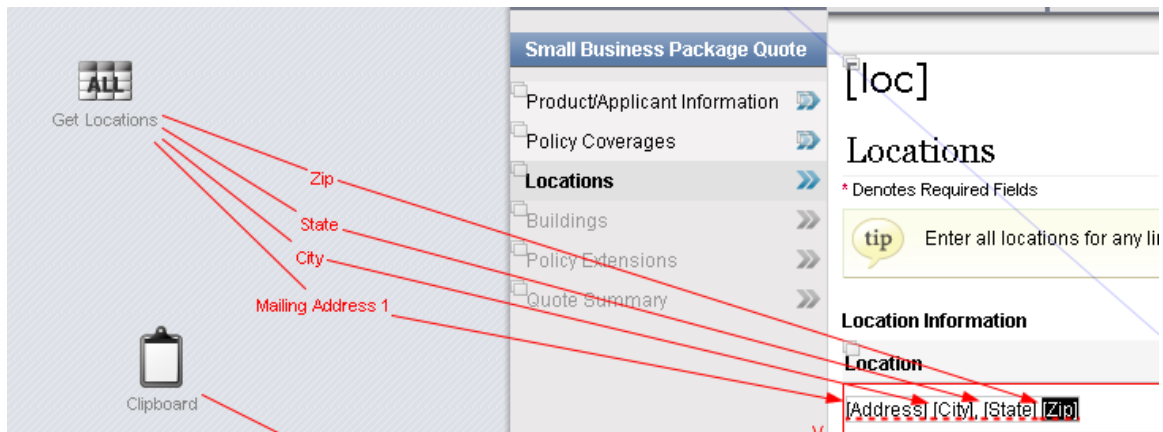 ALL
Get Locations
Zip
State
City
Mailing Address 1
Clipboard
Small Business Package Quote
Product/Applicant Information
Policy Coverages
Locations
Buildings
Policy Extensions
Quote Summary
[loc]
Locations
* Denotes Required Fields
tip
Enter all locations for any
Location Information
Location
[Address] [City], [State] [Zip]